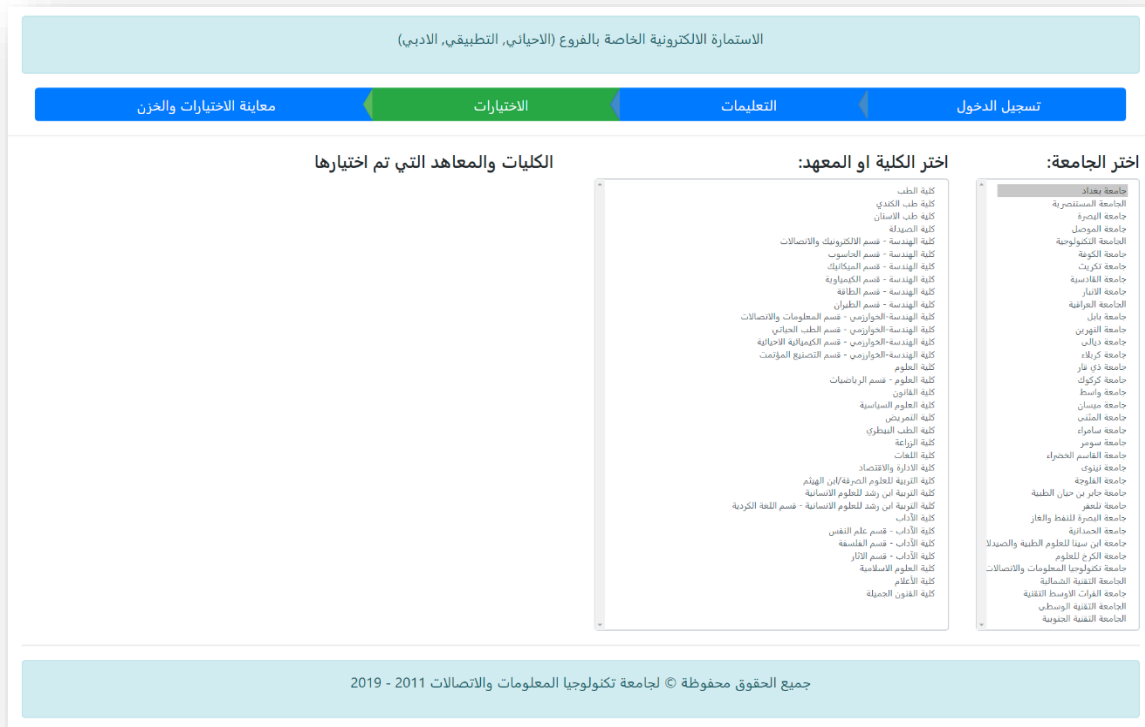 الاستمارة الالكترونية الخاصة بالفروع (الاحيائي, التطبيقي, الادبي)
تسجيل الدخول
التعليمات
الاختيارات
معاينة الاختيارات والخزن
اختر الجامعة:
جامعة بغداد
الجامعة المستنصرية
جامعة البصرة
جامعة الموصل
الجامعة التكنولوجية
جامعة الكوفة
جامعة تكريت
جامعة القادسية
جامعة الانبار
الجامعة العراقية
جامعة بابل
جامعة النهرين
جامعة ديالى
جامعة كربلاء
جامعة ذي قار
جامعة كركوك
جامعة واسط
جامعة ميسان
جامعة المثنى
جامعة سامراء
جامعة سومر
جامعة القاسم الخضراء
جامعة نينوى
جامعة الفلوجة
جامعة جابر بن حيان الطبية
جامعة تلعفر
جامعة البصرة للنفط والغاز
جامعة الحمدانية
جامعة ابن سينا للعلوم الطبية والصيدلا
جامعة الكرخ للعلوم
جامعة تكنولوجيا المعلومات والاتصالات
الجامعة التقنية الشمالية
جامعة الفرات الاوسط التقنية
الجامعة التقنية الوسطى
الجامعة التقنية الجنوبية
اختر الكلية او المعهد:
كلية الطب
كلية طب الكندي
كلية طب الاسنان
كلية الصيدلة
كلية الهندسة - قسم الالكترونيك والاتصالات
كلية الهندسة - قسم الحاسوب
كلية الهندسة - قسم الميكانيك
كلية الهندسة - قسم الكيمياوية
كلية الهندسة - قسم الطاقة
كلية الهندسة - قسم الطيران
كلية الهندسة-الخوارزمي - قسم المعلومات والاتصالات
كلية الهندسة-الخوارزمي - قسم الطب الحياتي
كلية الهندسة-الخوارزمي - قسم الكيميائية الاحيائية
كلية الهندسة-الخوارزمي - قسم التصنيع المؤتمت
كلية العلوم
كلية العلوم - قسم الرياضيات
كلية القانون
كلية العلوم السياسية
كلية التمريض
كلية الطب البيطري
كلية الزراعة
كلية اللغات
كلية الادارة والاقتصاد
كلية التربية للعلوم الصرفة/ابن الهيثم
كلية التربية ابن رشد للعلوم الانسانية
كلية التربية ابن رشد للعلوم الانسانية - قسم اللغة الكردية
كلية الآداب
كلية الآداب - قسم علم النفس
كلية الآداب - قسم الفلسفة
كلية الآداب - قسم الاثار
كلية العلوم الاسلامية
كلية الأعلام
كلية الفنون الجميلة
الكليات والمعاهد التي تم اختيارها
جميع الحقوق محفوظة © لجامعة تكنولوجيا المعلومات والاتصالات 2011 - 2019